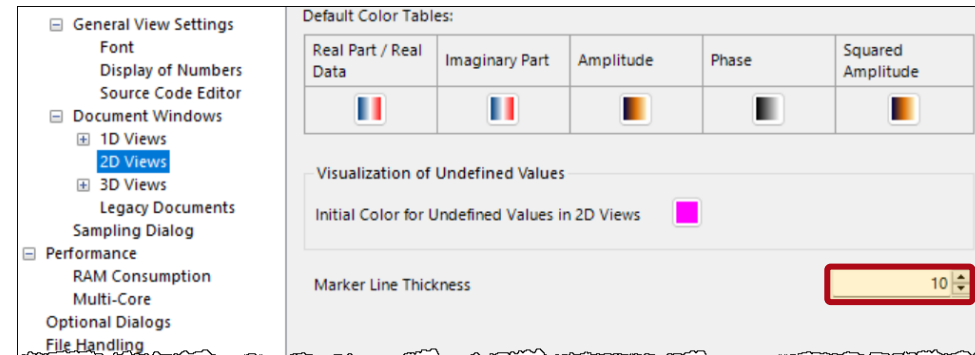 General View Settings
Font
Display of Numbers
Source Code Editor
Document Windows
1D Views
2D Views
3D Views
Legacy Documents
Sampling Dialog
Performance
RAM Consumption
Multi-Core
Optional Dialogs
File Handling
Default Color Tables:
Real Part / Real Data
Imaginary Part
Amplitude
Phase
Squared Amplitude
Visualization of Undefined Values
Initial Color for Undefined Values in 2D Views
Marker Line Thickness
10